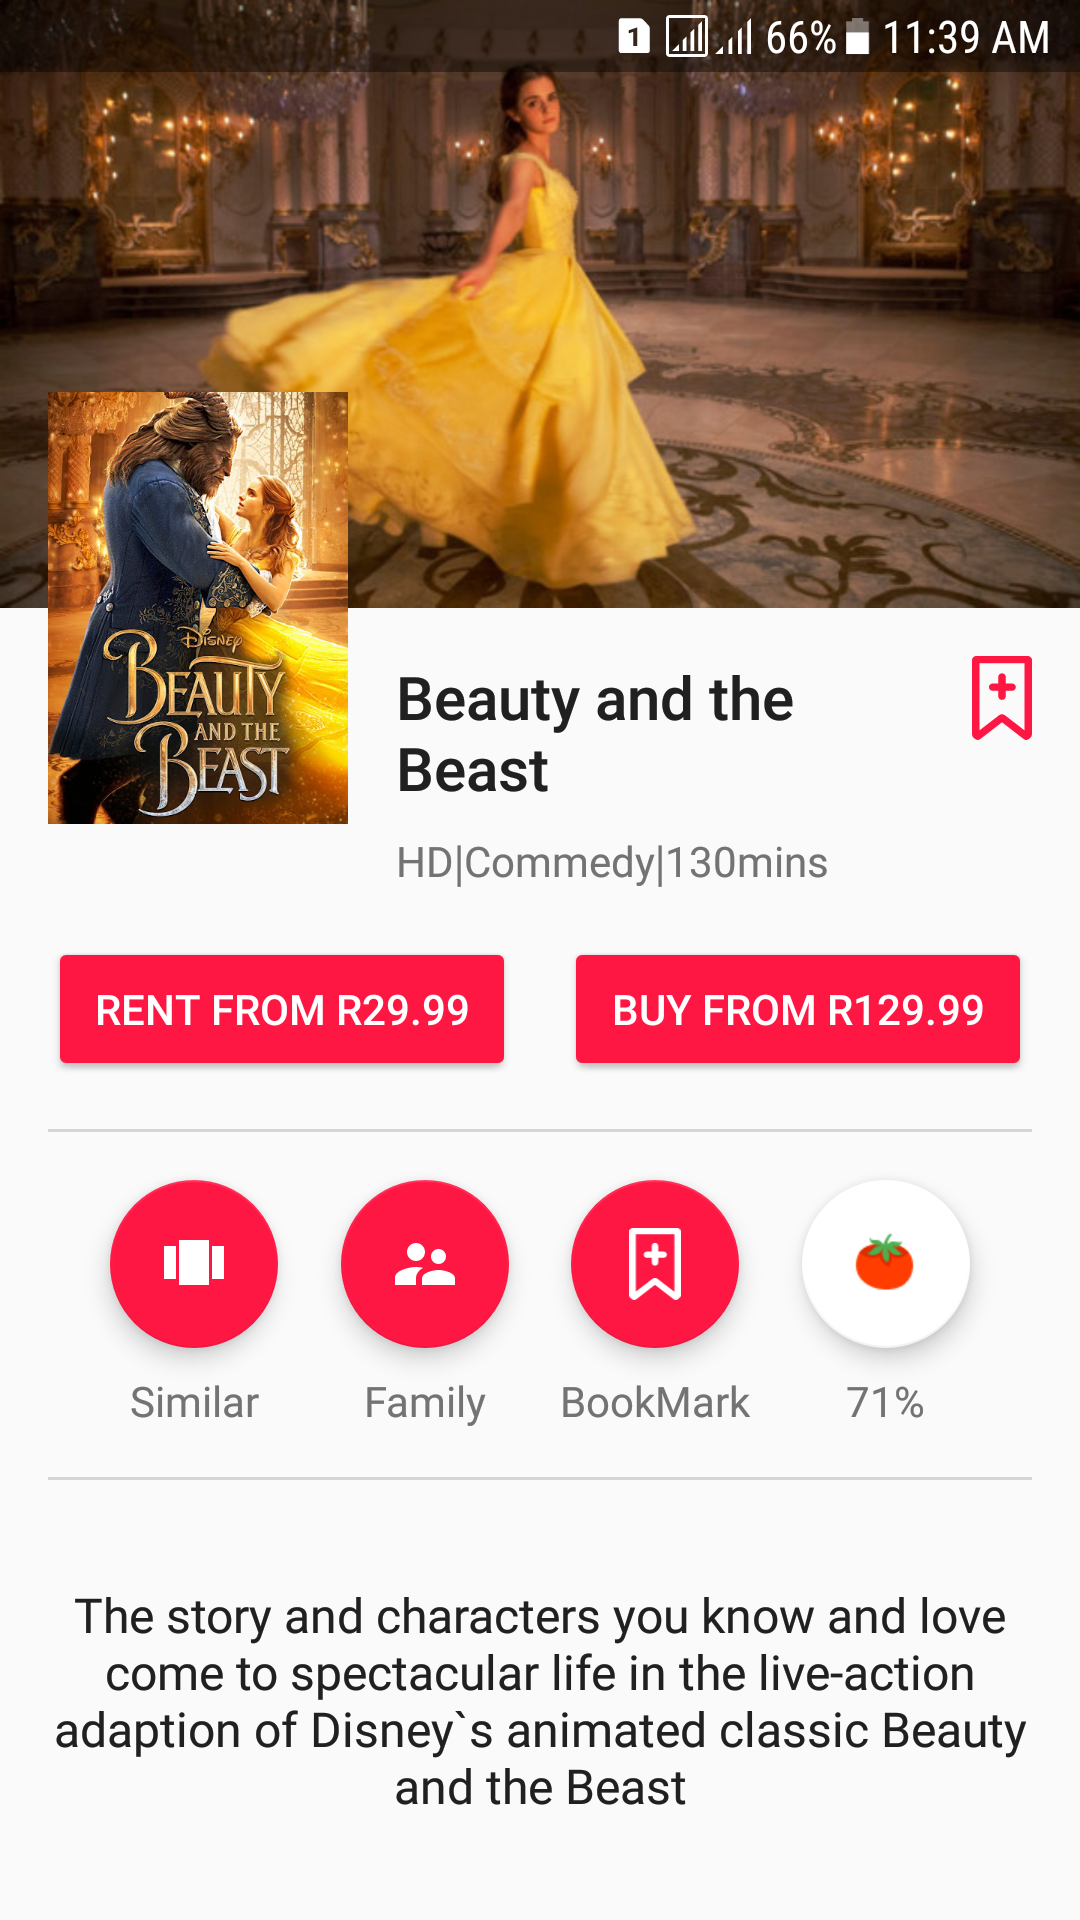 1 66% 11:39 AM
Disney
Beauty
and the
Beast
Beauty and the
Beast
HD|Commedy|130mins
RENT FROM R29.99
BUY FROM R129.99
Similar
Family
BookMark
71%
The story and characters you know and love
come to spectacular life in the live-action
adaption of Disney`s animated classic Beauty
and the Beast